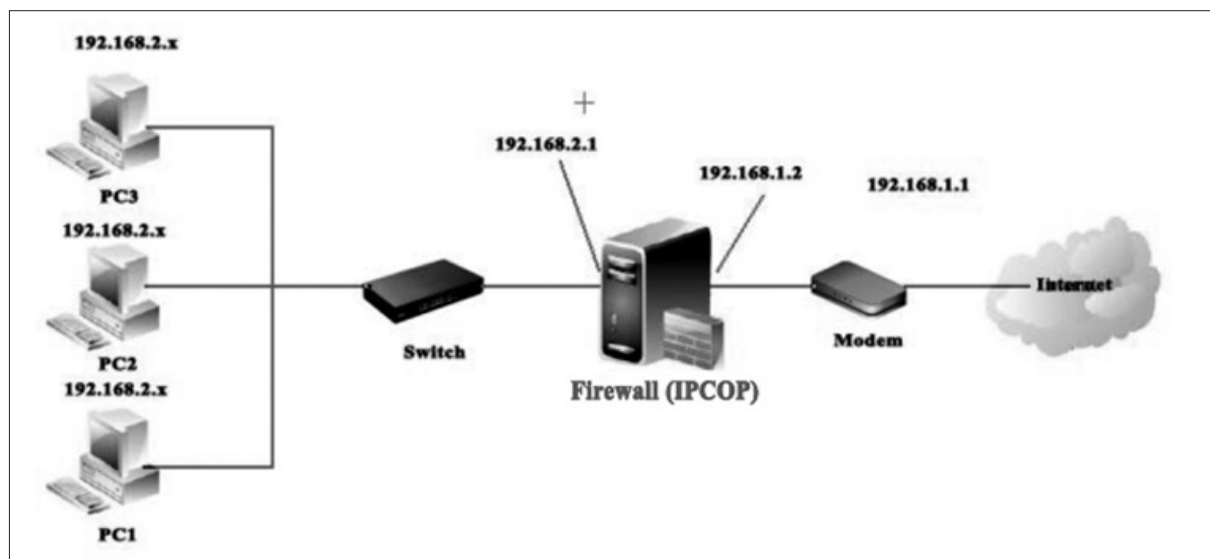 192.168.2.x
PC3
192.168.2.x
PC2
192.168.2.x
PC1
Switch
192.168.2.1
Firewall (IPCOP)
192.168.1.2
192.168.1.1
Modem
Internet